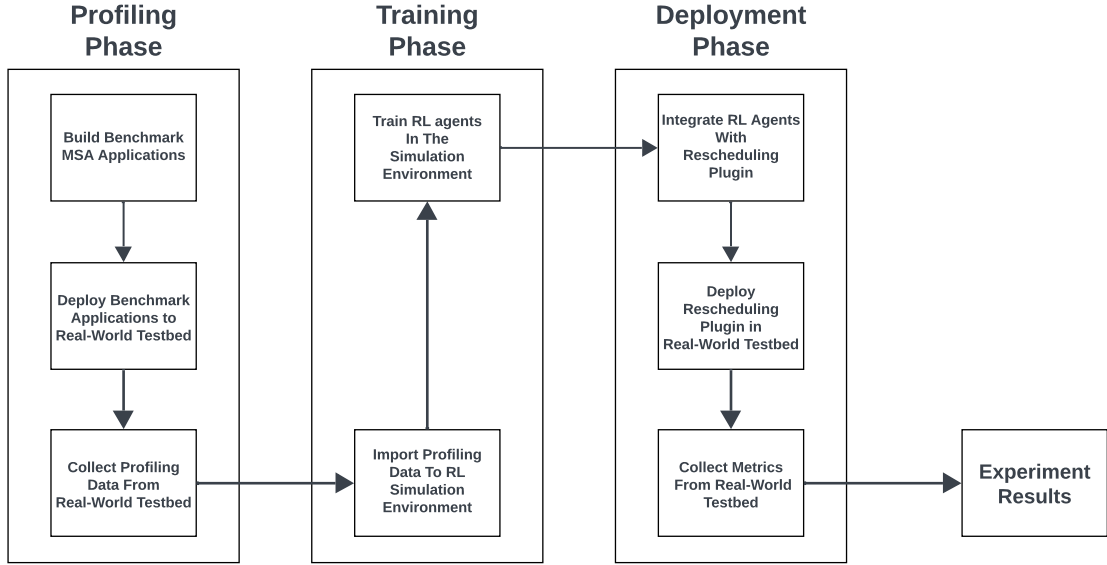 Profiling
Phase
Build Benchmark
MSA Applications
Deploy Benchmark
Applications to
Real-World Testbed
Collect Profiling
Data From
Real-World Testbed
Training
Phase
Train RL agents
In The
Simulation
Environment
Import Profiling
Data To RL
Simulation
Environment
Deployment
Phase
Integrate RL Agents
With
Rescheduling
Plugin
Deploy
Rescheduling
Plugin in
Real-World Testbed
Collect Metrics
From Real-World
Testbed
Experiment
Results